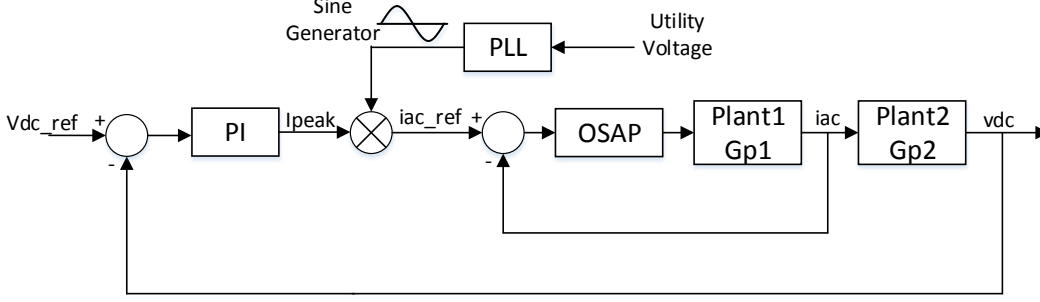 Sine
Generator
PLL
Utility
Voltage
Vdc_ref
+
-
PI
Ipeak
iac_ref
+
-
OSAP
Plant1
Gp1
iac
Plant2
Gp2
vdc